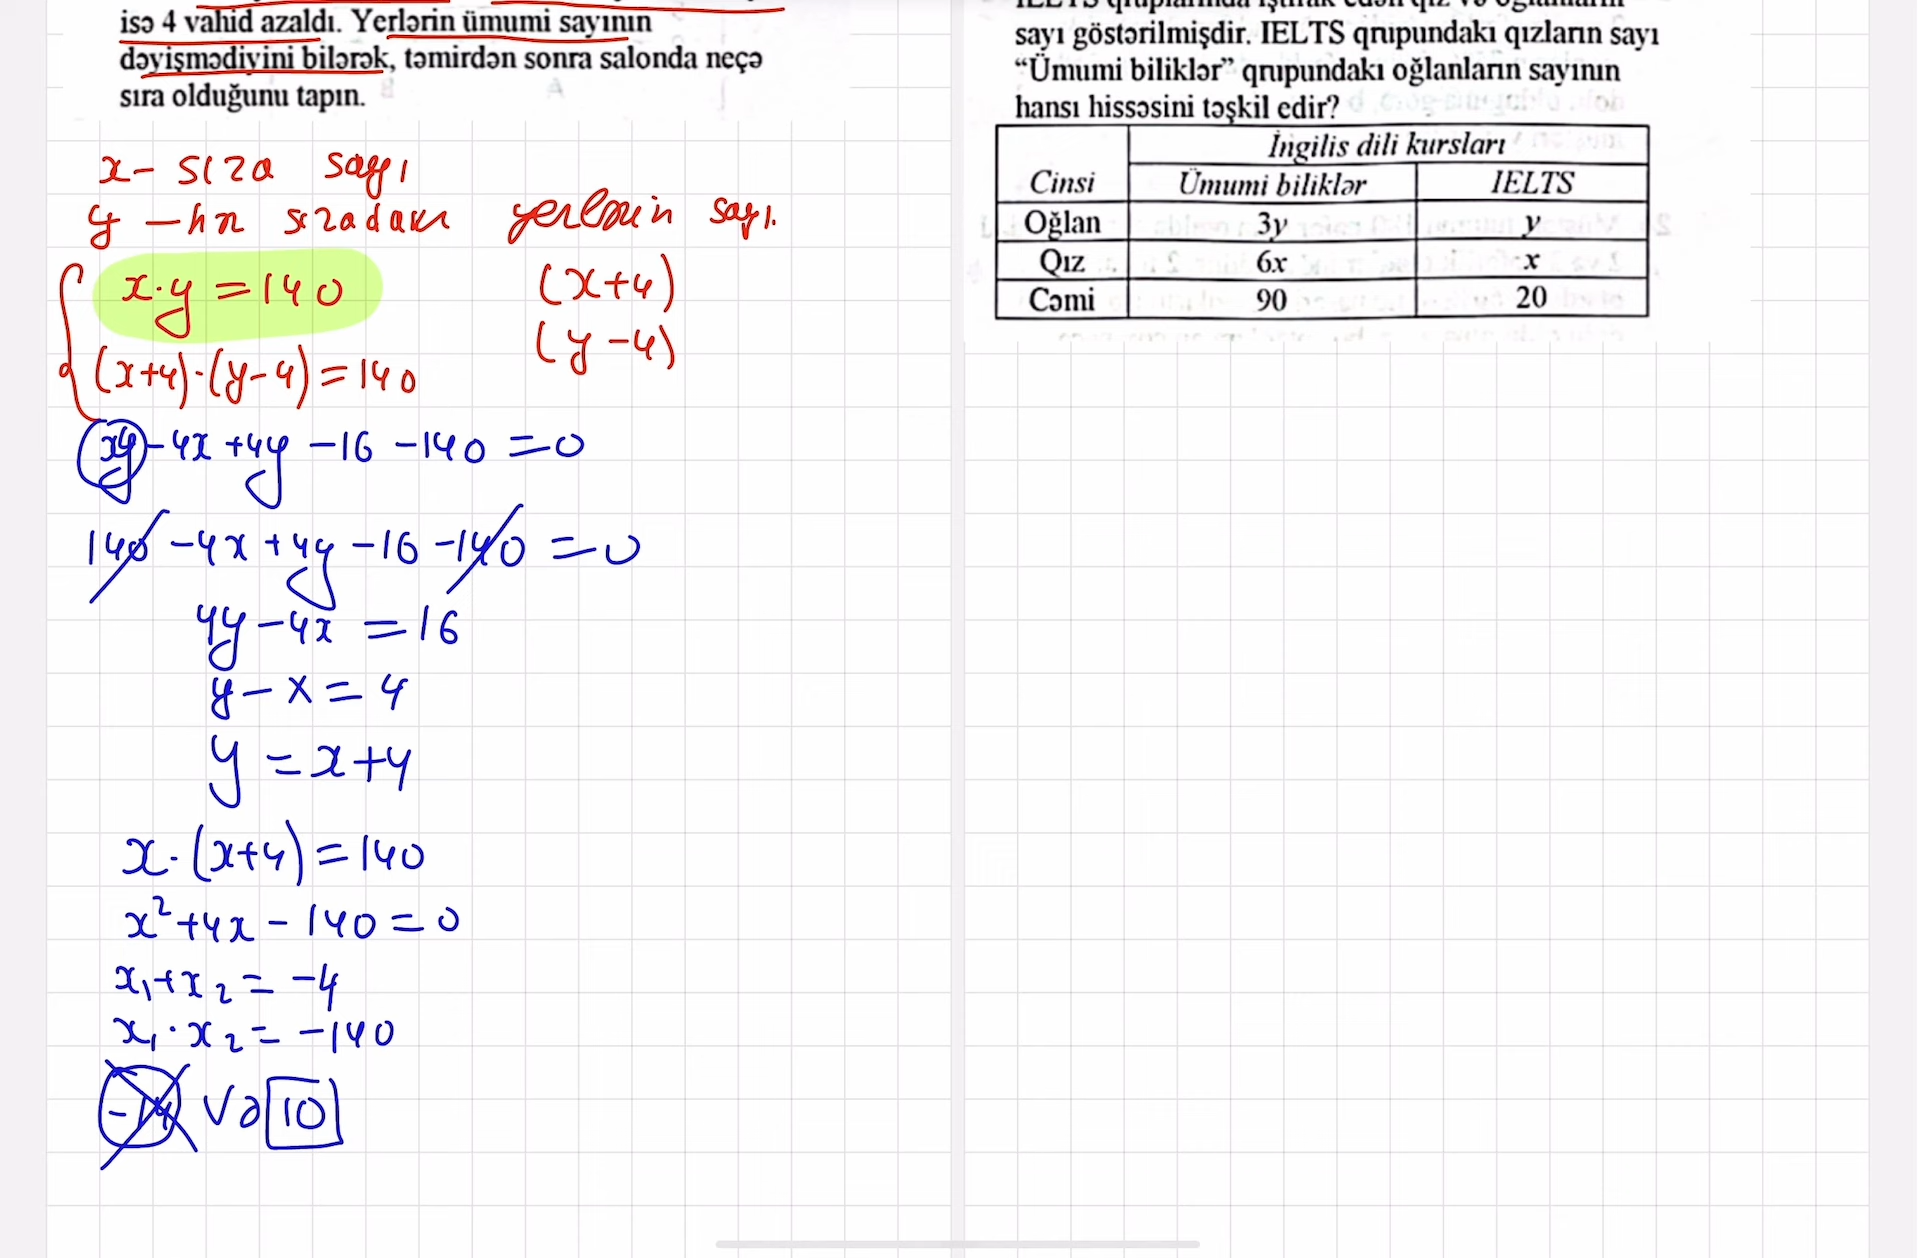 isə 4 vahid azaldı. Yerlərin ümumi sayının
dəyişmədiyini bilərək, təmirdən sonra salonda neçə
sıra olduğunu tapın.
x - sıra sayı
y - hər sıradakı yerlərin sayı.
x·y = 140
(x+4)
(y-4)
(x+4)·(y-4) = 140
xy - 4x + 4y - 16 - 140 = 0
140 - 4x + 4y - 16 - 140 = 0
4y - 4x = 16
y - x = 4
y = x+4
x·(x+4) = 140
x² + 4x - 140 = 0
x₁ + x₂ = -4
x₁ · x₂ = -140
-14 və 10
sayı göstərilmişdir. IELTS qrupundakı qızların sayı
“Ümumi biliklər” qrupundakı oğlanların sayının
hansı hissəsini təşkil edir?
Cinsi İngilis dili kursları
Ümumi biliklər IELTS
Oğlan 3y y
Qız 6x x
Cəmi 90 20